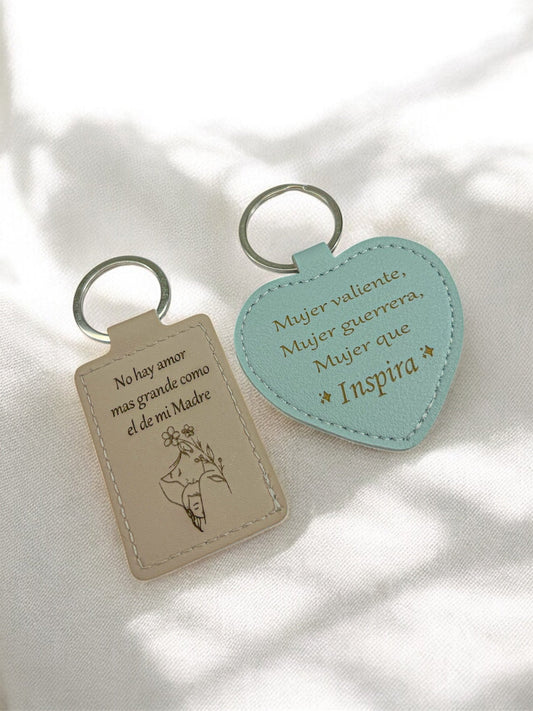 No hay amor
mas grande como
el de mi Madre
Mujer valiente,
Mujer guerrera,
Mujer que
Inspira